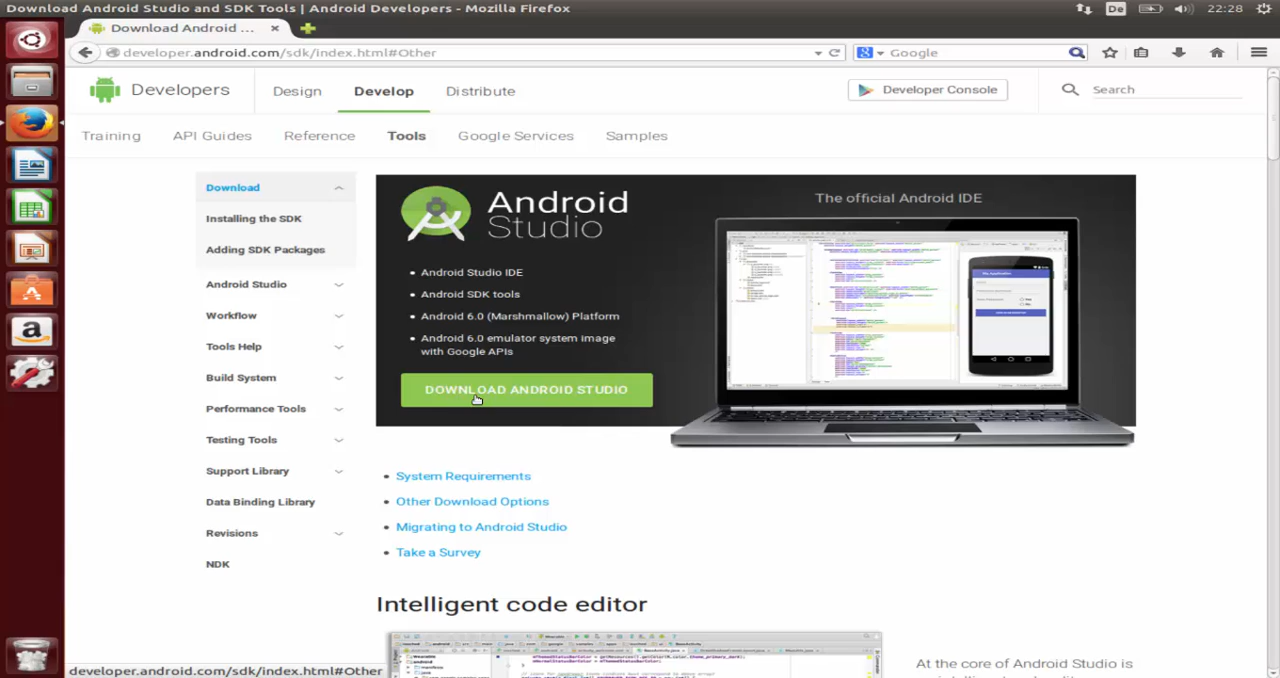 Download Android Studio and SDK Tools | Android Developers - Mozilla Firefox
De
22:28
Download Android ...
developer.android.com/sdk/index.html#Other
Google
Developers
Design
Develop
Distribute
Developer Console
Search
Training
API Guides
Reference
Tools
Google Services
Samples
Download
Installing the SDK
Adding SDK Packages
Android Studio
Workflow
Tools Help
Build System
Performance Tools
Testing Tools
Support Library
Data Binding Library
Revisions
NDK
Android
Studio
The official Android IDE
Android Studio IDE
Android SDK tools
Android 6.0 (Marshmallow) Platform
Android 6.0 emulator system image
with Google APIs
DOWNLOAD ANDROID STUDIO
My Application
System Requirements
Other Download Options
Migrating to Android Studio
Take a Survey
Intelligent code editor
At the core of Android Studio is
developer.android.com/sdk/index.html#Other